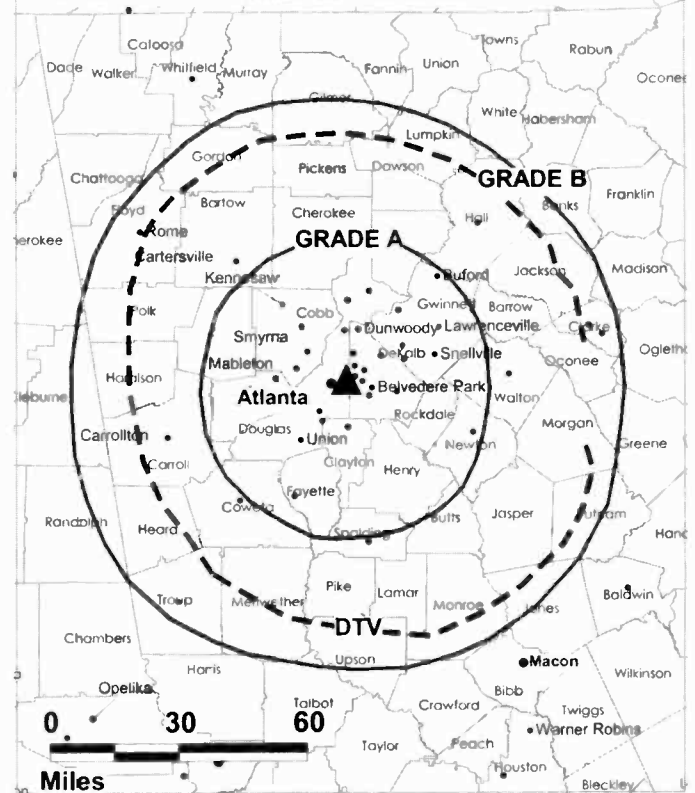 Towns
Rabun
Catoosa
Union
Fannin
Dade
Walker
Whitfield
Murray
Oconee
Gilmer
White
Habersham
Lumpkin
Gordon
Pickens
Dawson
Chattooga
GRADE B
Franklin
Bartow
Banks
Floyd
Cherokee
Hall
Rome
GRADE A
erokee
Cartersville
Jackson
Madison
Kennesaw
Buford
Polk
Cobb
Gwinnett
Barrow
Dunwoody
Lawrenceville
Clarke
Smyrna
DeKalb
Snellville
Ogleth
Mableton
Oconee
Haralson
Belvedere Park
Atlanta
Walton
Cleburne
Rockdale
Morgan
Douglas
Carrollton
Union
Newton
Greene
Carroll
Clayton
Henry
Fayette
Coweta
Jasper
Putnam
Randolph
Butts
Heard
Spalding
Hanc
Pike
Lamar
Baldwin
Troup
Meriwether
Monroe
Jones
DTV
Chambers
Upson
Macon
Harris
Wilkinson
Bibb
Opelika
Talbot
Crawford
Twiggs
0 30 60
Warner Robins
Taylor
Peach
Houston
Miles
Bleckley